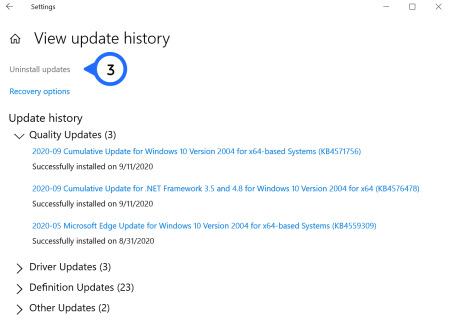 Settings
View update history
Uninstall updates
3
Recovery options
Update history
Quality Updates (3)
2020-09 Cumulative Update for Windows 10 Version 2004 for x64-based Systems (KB4571756)
Successfully installed on 9/11/2020
2020-09 Cumulative Update for .NET Framework 3.5 and 4.8 for Windows 10 Version 2004 for x64 (KB4576478)
Successfully installed on 9/11/2020
2020-05 Microsoft Edge Update for Windows 10 Version 2004 for x64-based Systems (KB4559309)
Successfully installed on 8/31/2020
Driver Updates (3)
Definition Updates (23)
Other Updates (2)